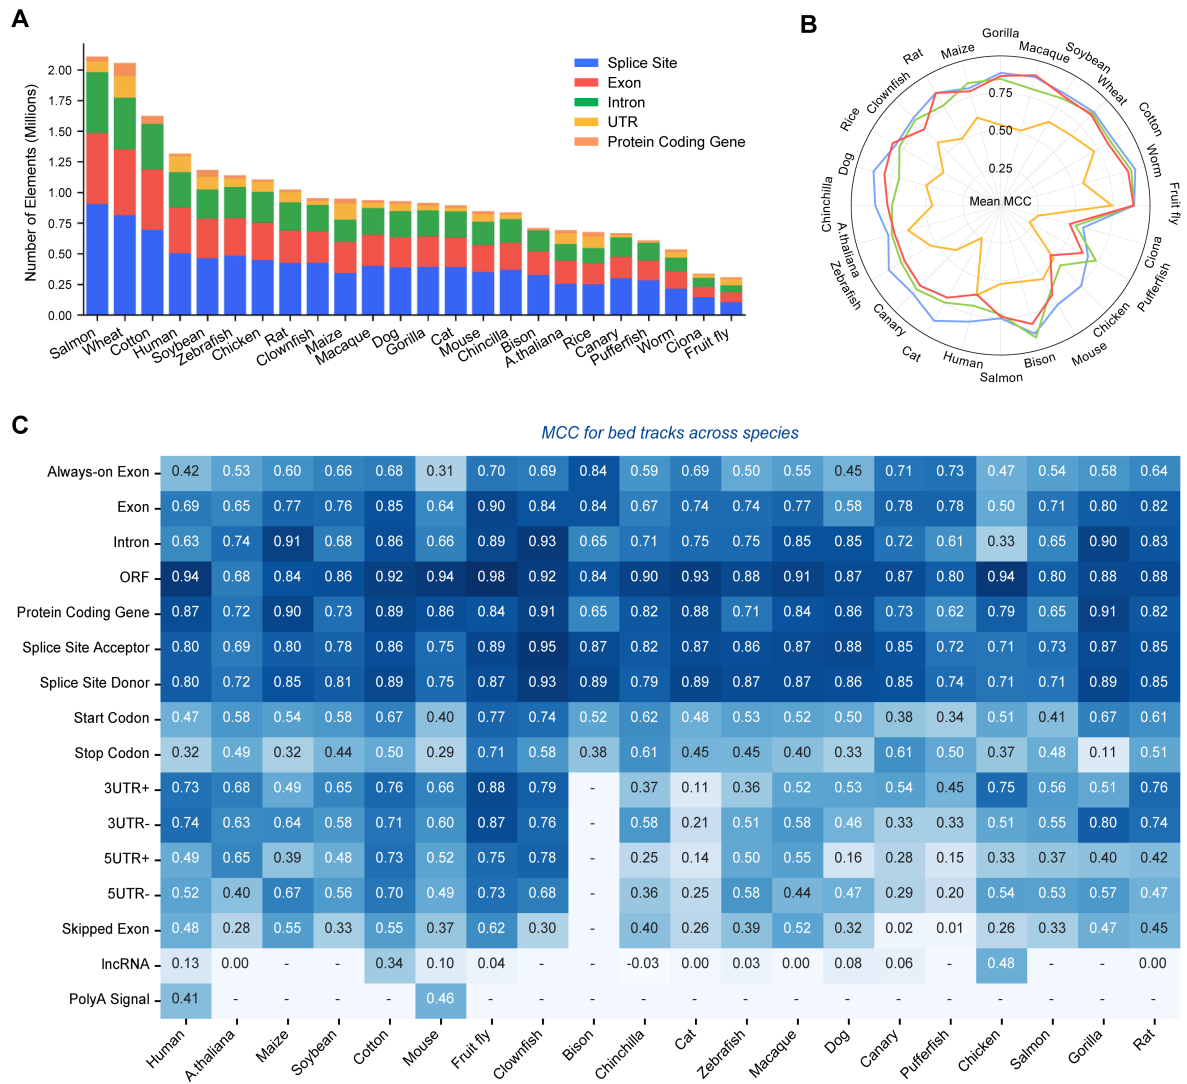 A
Number of Elements (Millions)
2.00
1.75
1.50
1.25
1.00
0.75
0.50
0.25
0.00
Splice Site
Exon
Intron
UTR
Protein Coding Gene
Salmon
Wheat
Cotton
Human
Soybean
Zebrafish
Chicken
Rat
Clownfish
Maize
Macaque
Dog
Gorilla
Cat
Mouse
Chincilla
Bison
A.thaliana
Rice
Canary
Pufferfish
Worm
Ciona
Fruit fly
B
Gorilla
Macaque
Soybean
Wheat
Cotton
Worm
Fruit fly
Ciona
Pufferfish
Chicken
Mouse
Bison
Salmon
Human
Cat
Canary
Zebrafish
A.thaliana
Chinchilla
Dog
Rice
Clownfish
Rat
Maize
0.75
0.50
0.25
Mean MCC
C
MCC for bed tracks across species
Always-on Exon 0.42 0.53 0.60 0.66 0.68 0.31 0.70 0.69 0.84 0.59 0.69 0.50 0.55 0.45 0.71 0.73 0.47 0.54 0.58 0.64
Exon 0.69 0.65 0.77 0.76 0.85 0.64 0.90 0.84 0.84 0.67 0.74 0.74 0.77 0.58 0.78 0.78 0.50 0.71 0.80 0.82
Intron 0.63 0.74 0.91 0.68 0.86 0.66 0.89 0.93 0.65 0.71 0.75 0.75 0.85 0.85 0.72 0.61 0.33 0.65 0.90 0.83
ORF 0.94 0.68 0.84 0.86 0.92 0.94 0.98 0.92 0.84 0.90 0.93 0.88 0.91 0.87 0.87 0.80 0.94 0.80 0.88 0.88
Protein Coding Gene 0.87 0.72 0.90 0.73 0.89 0.86 0.84 0.91 0.65 0.82 0.88 0.71 0.84 0.86 0.73 0.62 0.79 0.65 0.91 0.82
Splice Site Acceptor 0.80 0.69 0.80 0.78 0.86 0.75 0.89 0.95 0.87 0.82 0.87 0.86 0.87 0.88 0.85 0.72 0.71 0.73 0.87 0.85
Splice Site Donor 0.80 0.72 0.85 0.81 0.89 0.75 0.87 0.93 0.89 0.79 0.89 0.87 0.87 0.86 0.85 0.74 0.71 0.71 0.89 0.85
Start Codon 0.47 0.58 0.54 0.58 0.67 0.40 0.77 0.74 0.52 0.62 0.48 0.53 0.52 0.50 0.38 0.34 0.51 0.41 0.67 0.61
Stop Codon 0.32 0.49 0.32 0.44 0.50 0.29 0.71 0.58 0.38 0.61 0.45 0.45 0.40 0.33 0.61 0.50 0.37 0.48 0.11 0.51
3UTR+ 0.73 0.68 0.49 0.65 0.76 0.66 0.88 0.79 - 0.37 0.11 0.36 0.52 0.53 0.54 0.45 0.75 0.56 0.51 0.76
3UTR- 0.74 0.63 0.64 0.58 0.71 0.60 0.87 0.76 - 0.58 0.21 0.51 0.58 0.46 0.33 0.33 0.51 0.55 0.80 0.74
5UTR+ 0.49 0.65 0.39 0.48 0.73 0.52 0.75 0.78 - 0.25 0.14 0.50 0.55 0.16 0.28 0.15 0.33 0.37 0.40 0.42
5UTR- 0.52 0.40 0.67 0.56 0.70 0.49 0.73 0.68 - 0.36 0.25 0.58 0.44 0.47 0.29 0.20 0.54 0.53 0.57 0.47
Skipped Exon 0.48 0.28 0.55 0.33 0.55 0.37 0.62 0.30 - 0.40 0.26 0.39 0.52 0.32 0.02 0.01 0.26 0.33 0.47 0.45
lncRNA 0.13 0.00 - - 0.34 0.10 0.04 - - -0.03 0.00 0.03 0.00 0.08 0.06 - 0.48 - - 0.00
PolyA Signal 0.41 - - - - 0.46 - - - - - - - - - - - - - -
Human A.thaliana Maize Soybean Cotton Mouse Fruit fly Clownfish Bison Chinchilla Cat Zebrafish Macaque Dog Canary Pufferfish Chicken Salmon Gorilla Rat